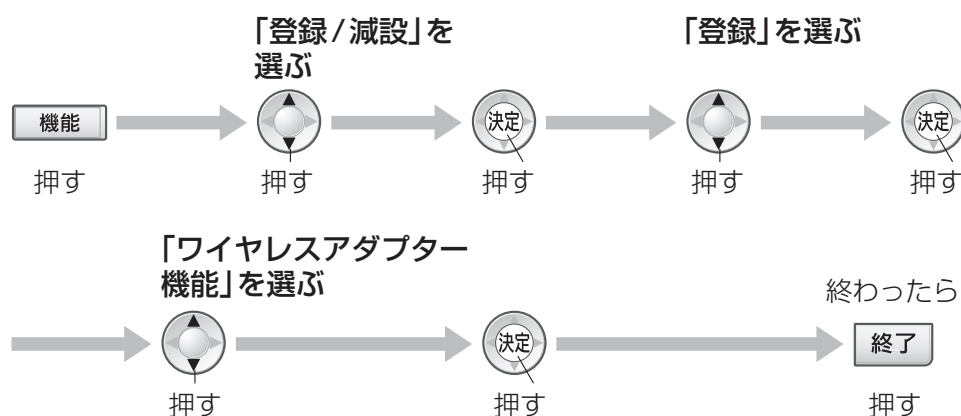 「登録/減設」を
選ぶ
「登録」を選ぶ
機能
決定
決定
押す
押す
押す
押す
押す
「ワイヤレスアダプター
機能」を選ぶ
終わったら
決定
終了
押す
押す
押す